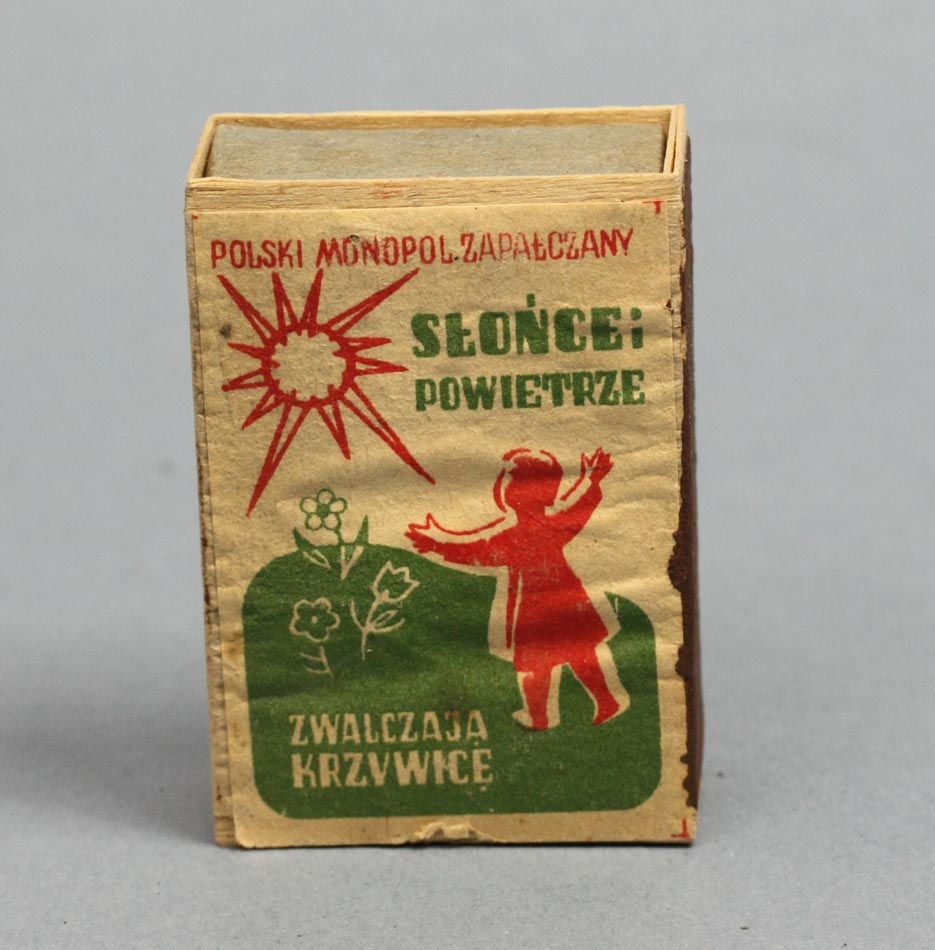 POLSKI MONOPOL ZAPAŁCZANY
SŁOŃCE i
POWIETRZE
ZWALCZAJĄ
KRZYWICĘ